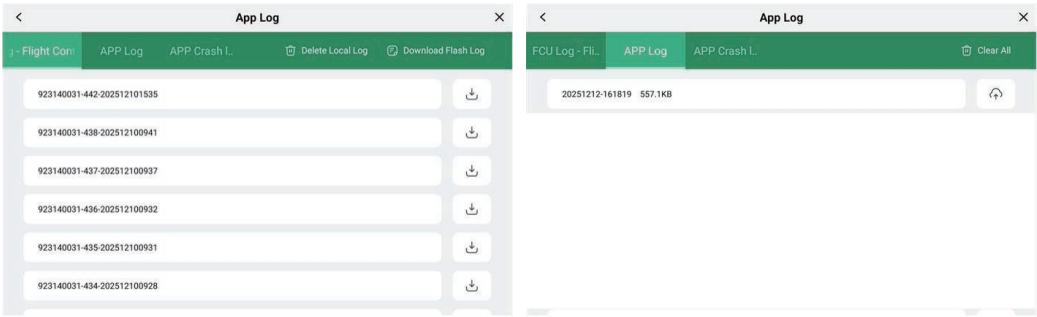 App Log
g - Flight Con
APP Log
APP Crash l..
Delete Local Log
Download Flash Log
923140031-442-202512101535
923140031-438-202512100941
923140031-437-202512100937
923140031-436-202512100932
923140031-435-202512100931
923140031-434-202512100928
App Log
FCU Log - Fli..
APP Log
APP Crash l..
Clear All
20251212-161819 557.1KB